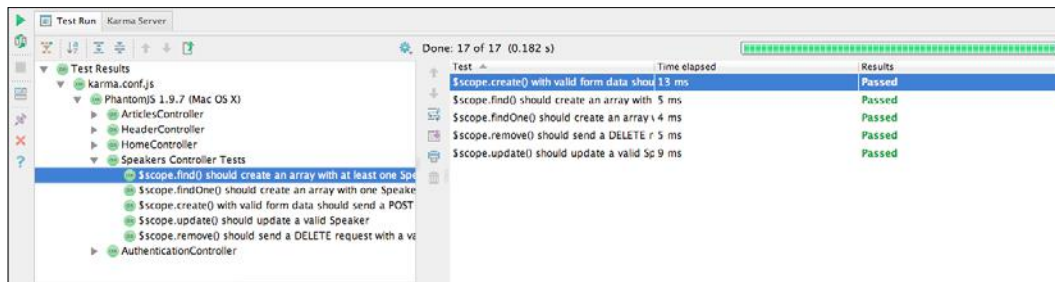 Test Run Karma Server
Done: 17 of 17 (0.182 s)
Test Results
karma.conf.js
PhantomJS 1.9.7 (Mac OS X)
ArticlesController
HeaderController
HomeController
Speakers Controller Tests
$scope.find() should create an array with at least one Spe
$scope.findOne() should create an array with one Speake
$scope.create() with valid form data should send a POST
$scope.update() should update a valid Speaker
$scope.remove() should send a DELETE request with a va
AuthenticationController
Test Time elapsed Results
$scope.create() with valid form data shou 13 ms Passed
$scope.find() should create an array with 5 ms Passed
$scope.findOne() should create an array v 4 ms Passed
$scope.remove() should send a DELETE r 5 ms Passed
$scope.update() should update a valid Sp 9 ms Passed